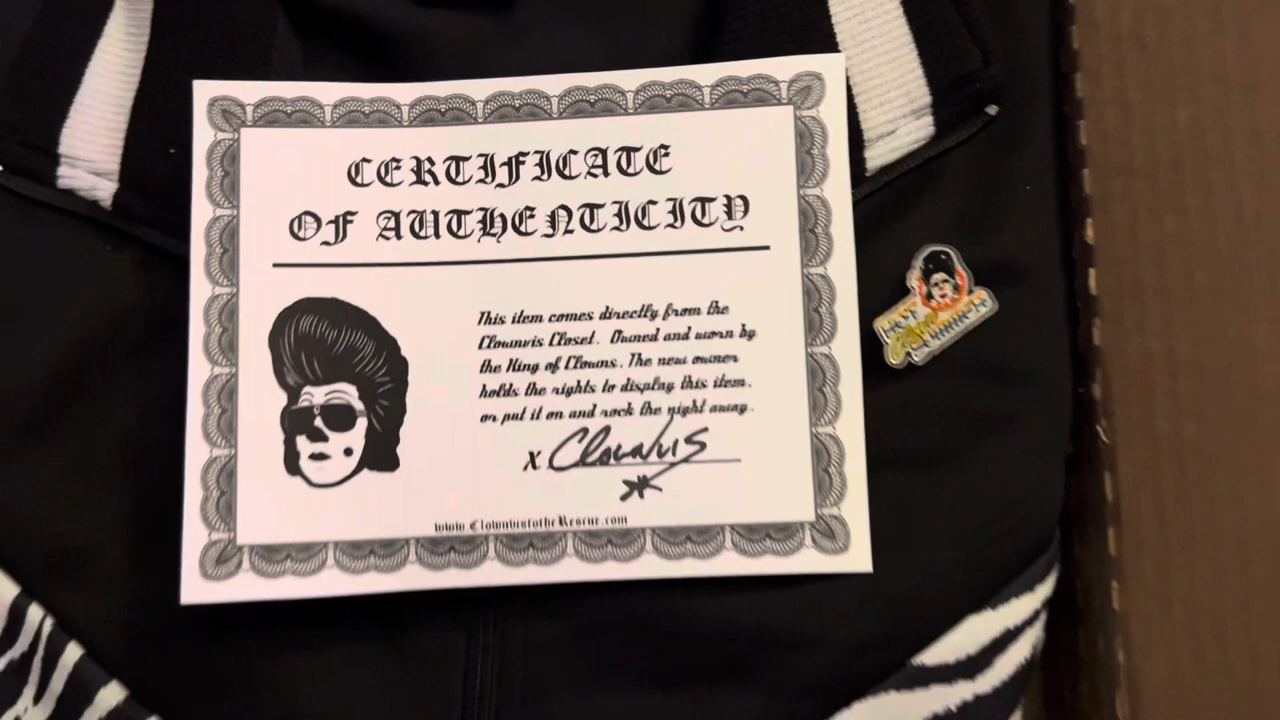 CERTIFICATE
OF AUTHENTICITY
This item comes directly from the
Clownvis Closet. Owned and worn by
the King of Clowns. The new owner
holds the rights to display this item,
or put it on and rock the night away.
X Clownvis
www.ClownvistotheRescue.com
HEY